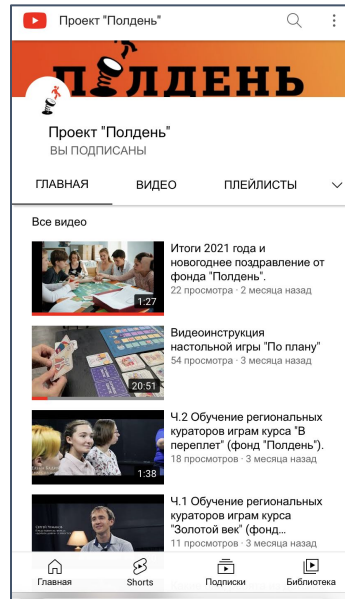 Проект "Полдень"
ПОЛДЕНЬ
Проект "Полдень"
ВЫ ПОДПИСАНЫ
ГЛАВНАЯ ВИДЕО ПЛЕЙЛИСТЫ
Все видео
Итоги 2021 года и
новогоднее поздравление от
фонда "Полдень".
22 просмотра · 2 месяца назад
1:27
Видеоинструкция
настольной игры "По плану"
54 просмотра · 3 месяца назад
20:51
Ч.2 Обучение региональных
кураторов играм курса "В
переплет" (фонд "Полдень").
18 просмотров · 3 месяца назад
1:38
Ч.1 Обучение региональных
кураторов играм курса
"Золотой век" (фонд...
11 просмотров · 3 месяца назад
Главная Shorts Подписки Библиотека